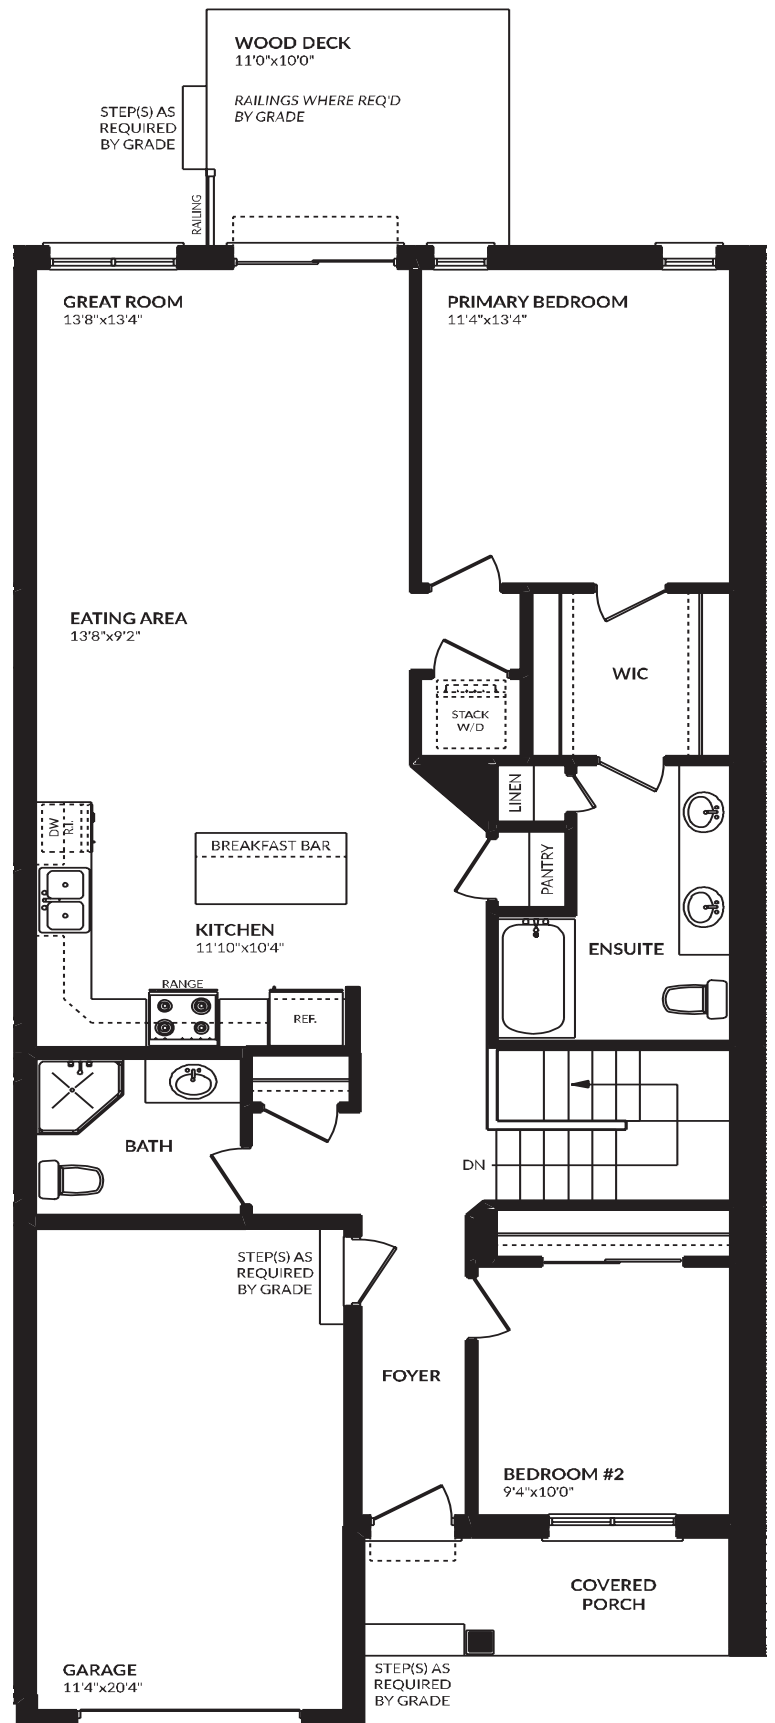 WOOD DECK
11'0"x10'0"
RAILINGS WHERE REQ'D
BY GRADE
STEP(S) AS
REQUIRED
BY GRADE
RAILING
GREAT ROOM
13'8"x13'4"
PRIMARY BEDROOM
11'4"x13'4"
EATING AREA
13'8"x9'2"
WIC
STACK
W/D
LINEN
DW
R.T.
BREAKFAST BAR
PANTRY
KITCHEN
11'10"x10'4"
ENSUITE
RANGE
REF.
BATH
DN
STEP(S) AS
REQUIRED
BY GRADE
FOYER
BEDROOM #2
9'4"x10'0"
COVERED
PORCH
GARAGE
11'4"x20'4"
STEP(S) AS
REQUIRED
BY GRADE